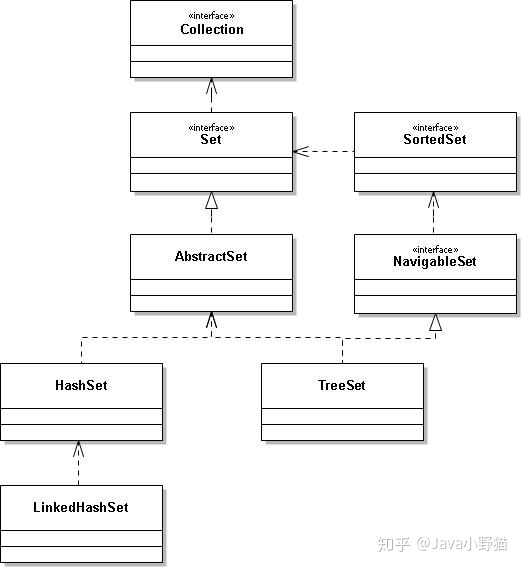 «interface»
Collection
«interface»
Set
«interface»
SortedSet
AbstractSet
«interface»
NavigableSet
HashSet
TreeSet
LinkedHashSet
知乎 @Java小野猫